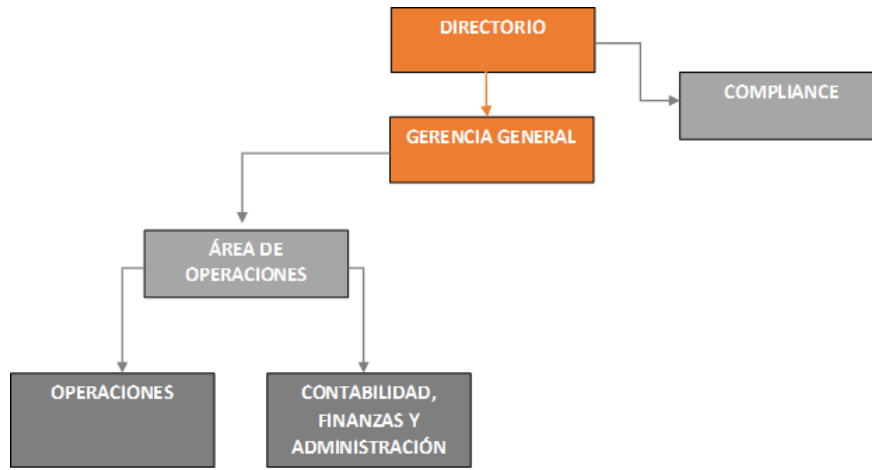 DIRECTORIO
COMPLIANCE
GERENCIA GENERAL
ÁREA DE
OPERACIONES
OPERACIONES
CONTABILIDAD,
FINANZAS Y
ADMINISTRACIÓN